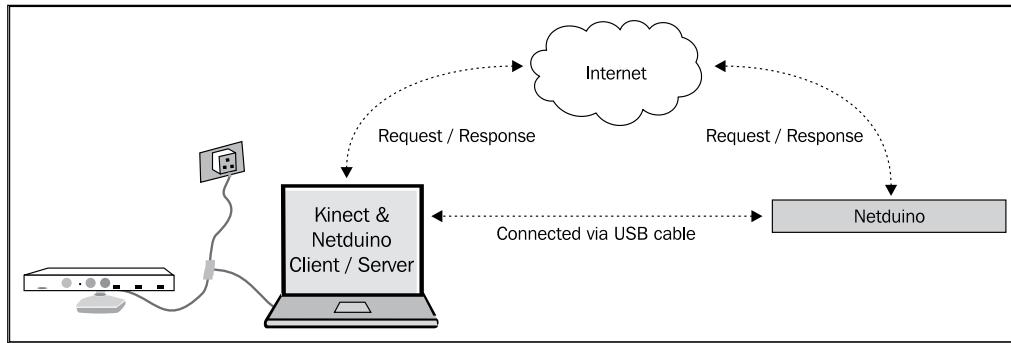 Internet
Request / Response
Request / Response
Kinect &
Netduino
Client / Server
Connected via USB cable
Netduino